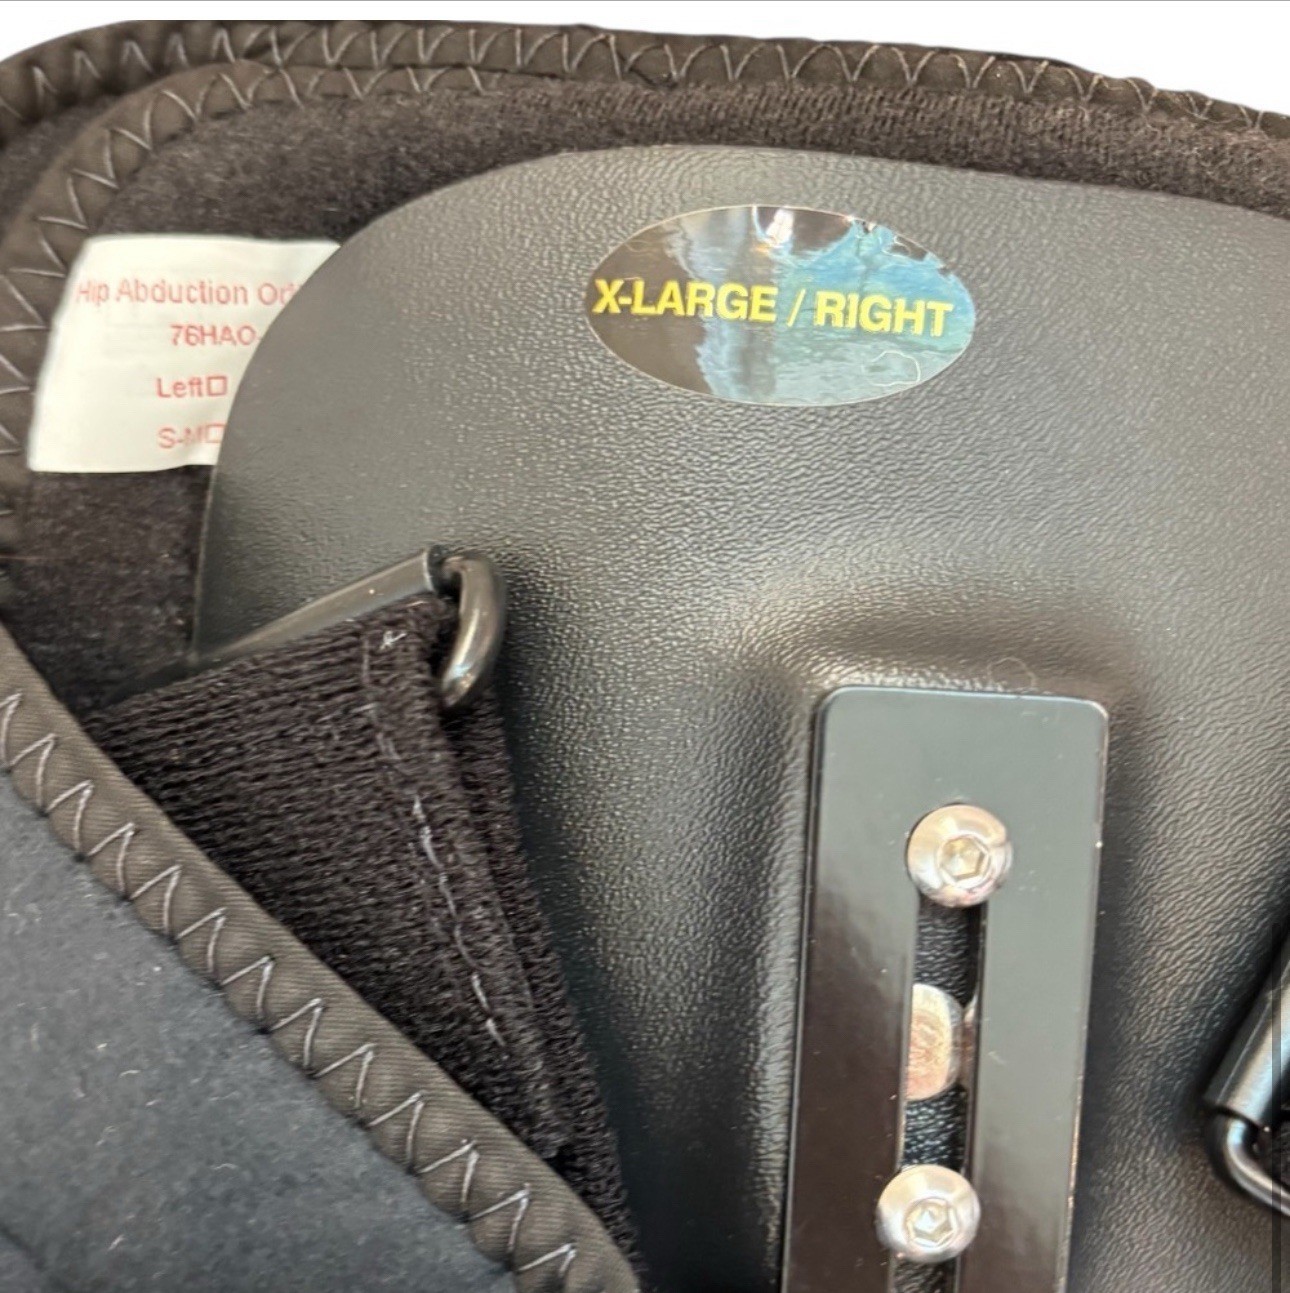 Hip Abduction
76HAO-
Left☐
S-M☐
X-LARGE / RIGHT